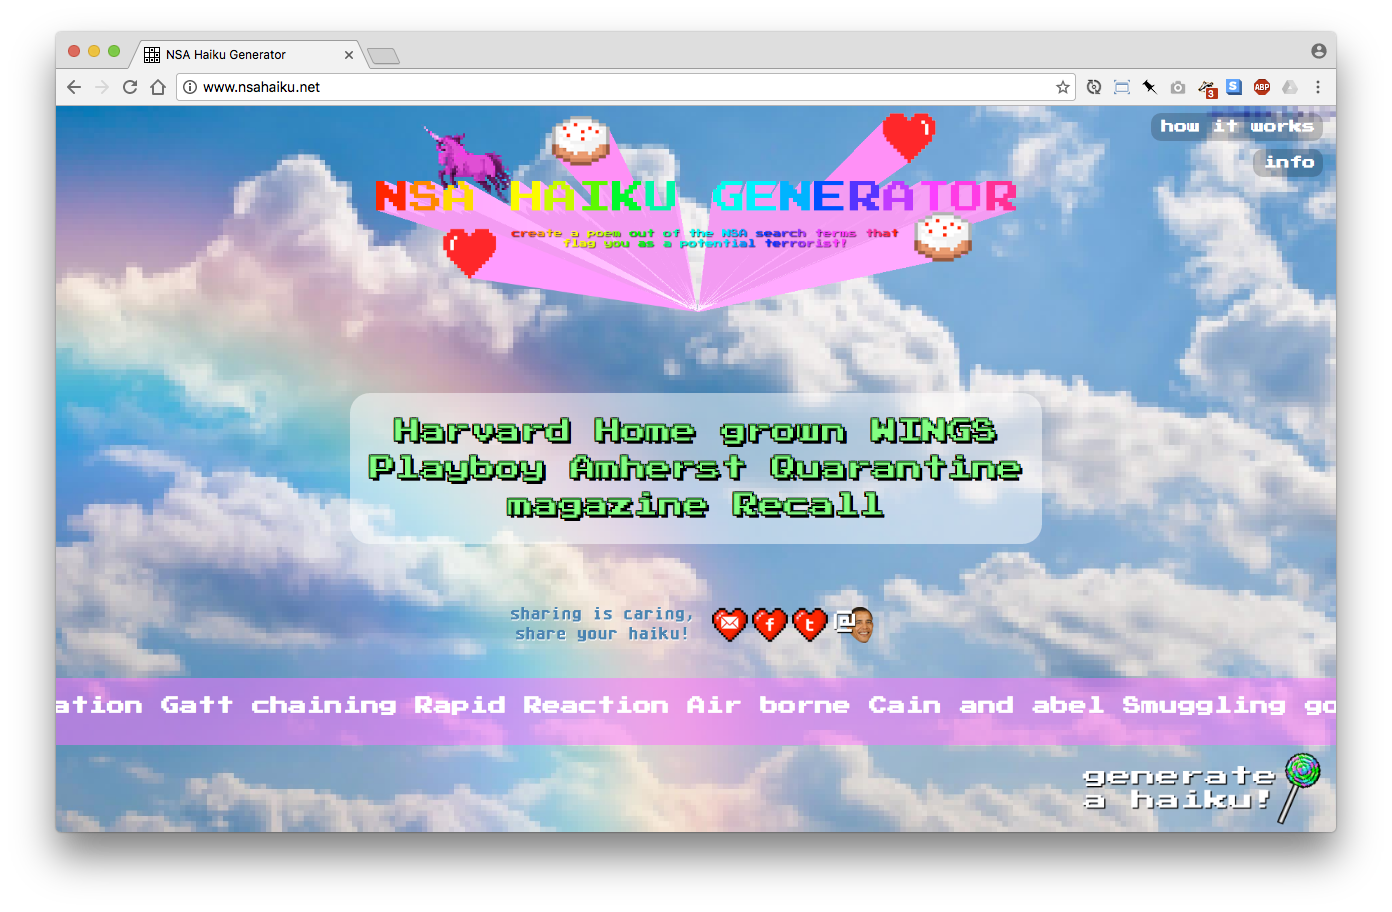 NSA Haiku Generator
www.nsahaiku.net
3
S
ABP
how it works
info
NSA HAIKU GENERATOR
create a poem out of the NSA search terms that
flag you as a potential terrorist!
Harvard Home grown WINGS
Playboy Amherst Quarantine
magazine Recall
sharing is caring,
share your haiku!
f
t
@
ation Gatt chaining Rapid Reaction Air borne Cain and abel Smuggling go
generate
a haiku!